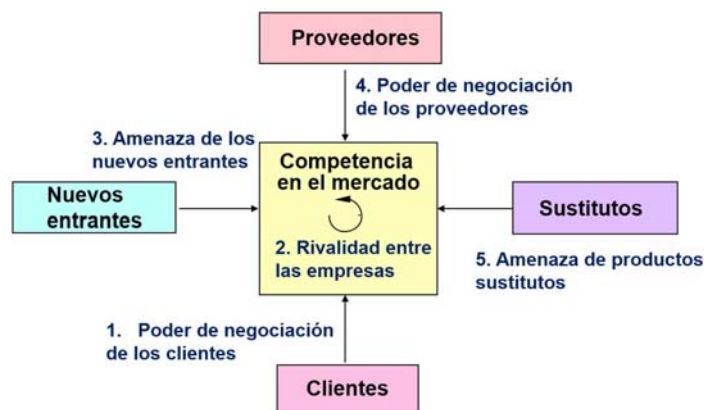 Proveedores
4. Poder de negociación
de los proveedores
3. Amenaza de los
nuevos entrantes
Competencia
en el mercado
Nuevos
entrantes
Sustitutos
2. Rivalidad entre
las empresas
5. Amenaza de productos
sustitutos
1. Poder de negociación
de los clientes
Clientes